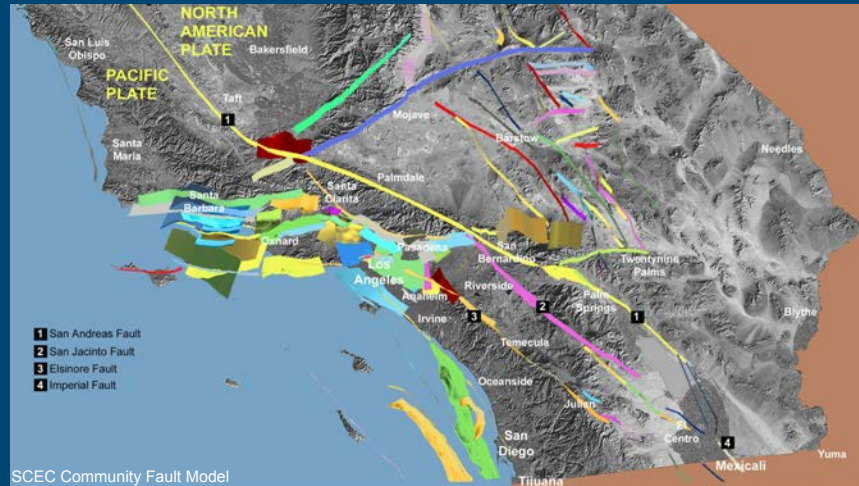 NORTH
AMERICAN
PLATE
San Luis
Obispo
Bakersfield
PACIFIC
PLATE
Taft
1
Mojave
Santa
Maria
Barstow
Needles
Palmdale
Santa
Clarita
Santa
Barbara
Oxnard
Pasadena
San
Bernardino
Twentynine
Palms
Los
Angeles
Riverside
Anaheim
2
Palm
Springs
1
Blythe
Irvine
3
Temecula
1 San Andreas Fault
2 San Jacinto Fault
3 Elsinore Fault
4 Imperial Fault
Oceanside
Julian
El
Centro
San
Diego
4
Yuma
Mexicali
SCEC Community Fault Model
Tijuana